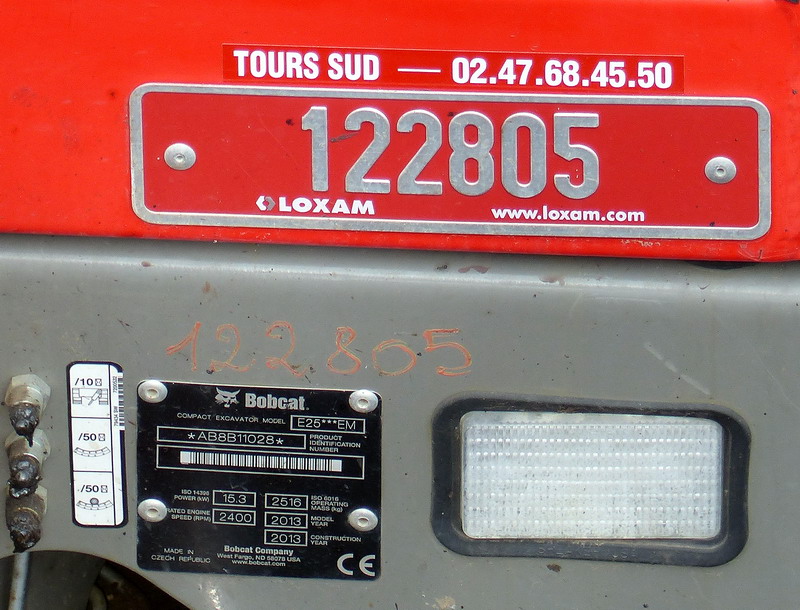 TOURS SUD — 02.47.68.45.50
122805
LOXAM www.loxam.com
122805
/10
/50
/50
Bobcat
COMPACT EXCAVATOR MODEL E25***EM
*AB8B11028* PRODUCT IDENTIFICATION NUMBER
ISO 14396 POWER (kW) 15.3 2516 ISO 6016 OPERATING MASS (kg)
RATED ENGINE SPEED (RPM) 2400 2013 MODEL YEAR
2013 CONSTRUCTION YEAR
MADE IN CZECH REPUBLIC
Bobcat Company
West Fargo, ND 58078 USA
www.bobcat.com
CE